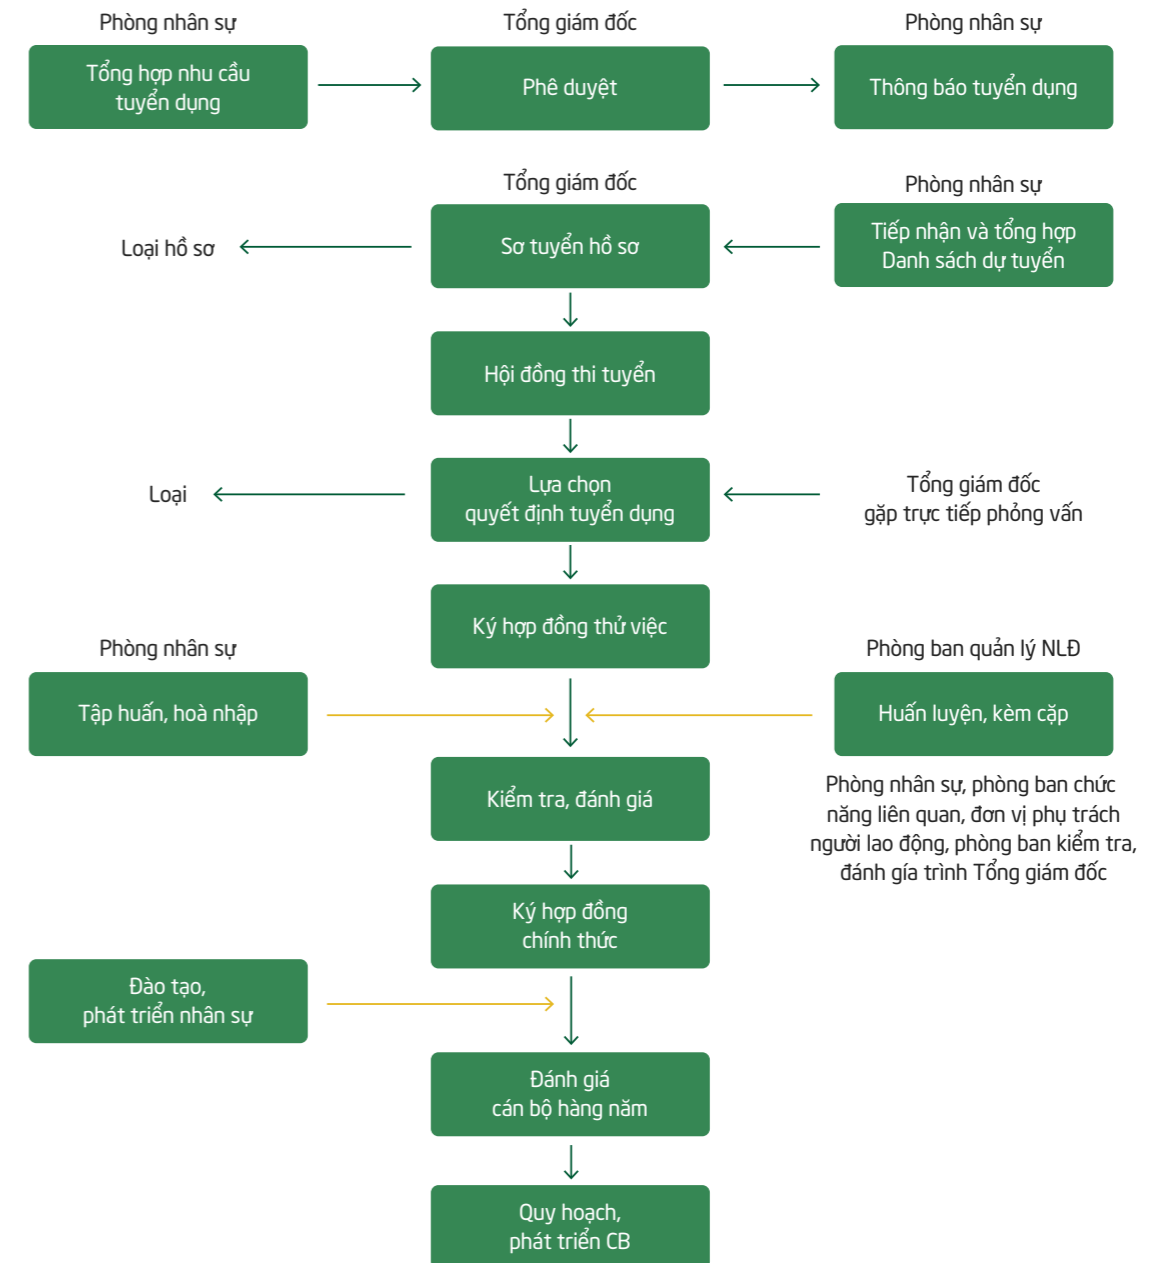 Phòng nhân sự
Tổng giám đốc
Phòng nhân sự
Tổng hợp nhu cầu
tuyển dụng
Phê duyệt
Thông báo tuyển dụng
Tổng giám đốc
Phòng nhân sự
Loại hồ sơ
Sơ tuyển hồ sơ
Tiếp nhận và tổng hợp
Danh sách dự tuyển
Hội đồng thi tuyển
Loại
Lựa chọn
quyết định tuyển dụng
Tổng giám đốc
gặp trực tiếp phỏng vấn
Ký hợp đồng thử việc
Phòng nhân sự
Phòng ban quản lý NLĐ
Tập huấn, hoà nhập
Huấn luyện, kèm cặp
Kiểm tra, đánh giá
Phòng nhân sự, phòng ban chức
năng liên quan, đơn vị phụ trách
người lao động, phòng ban kiểm tra,
đánh gía trình Tổng giám đốc
Ký hợp đồng
chính thức
Đào tạo,
phát triển nhân sự
Đánh giá
cán bộ hàng năm
Quy hoạch,
phát triển CB